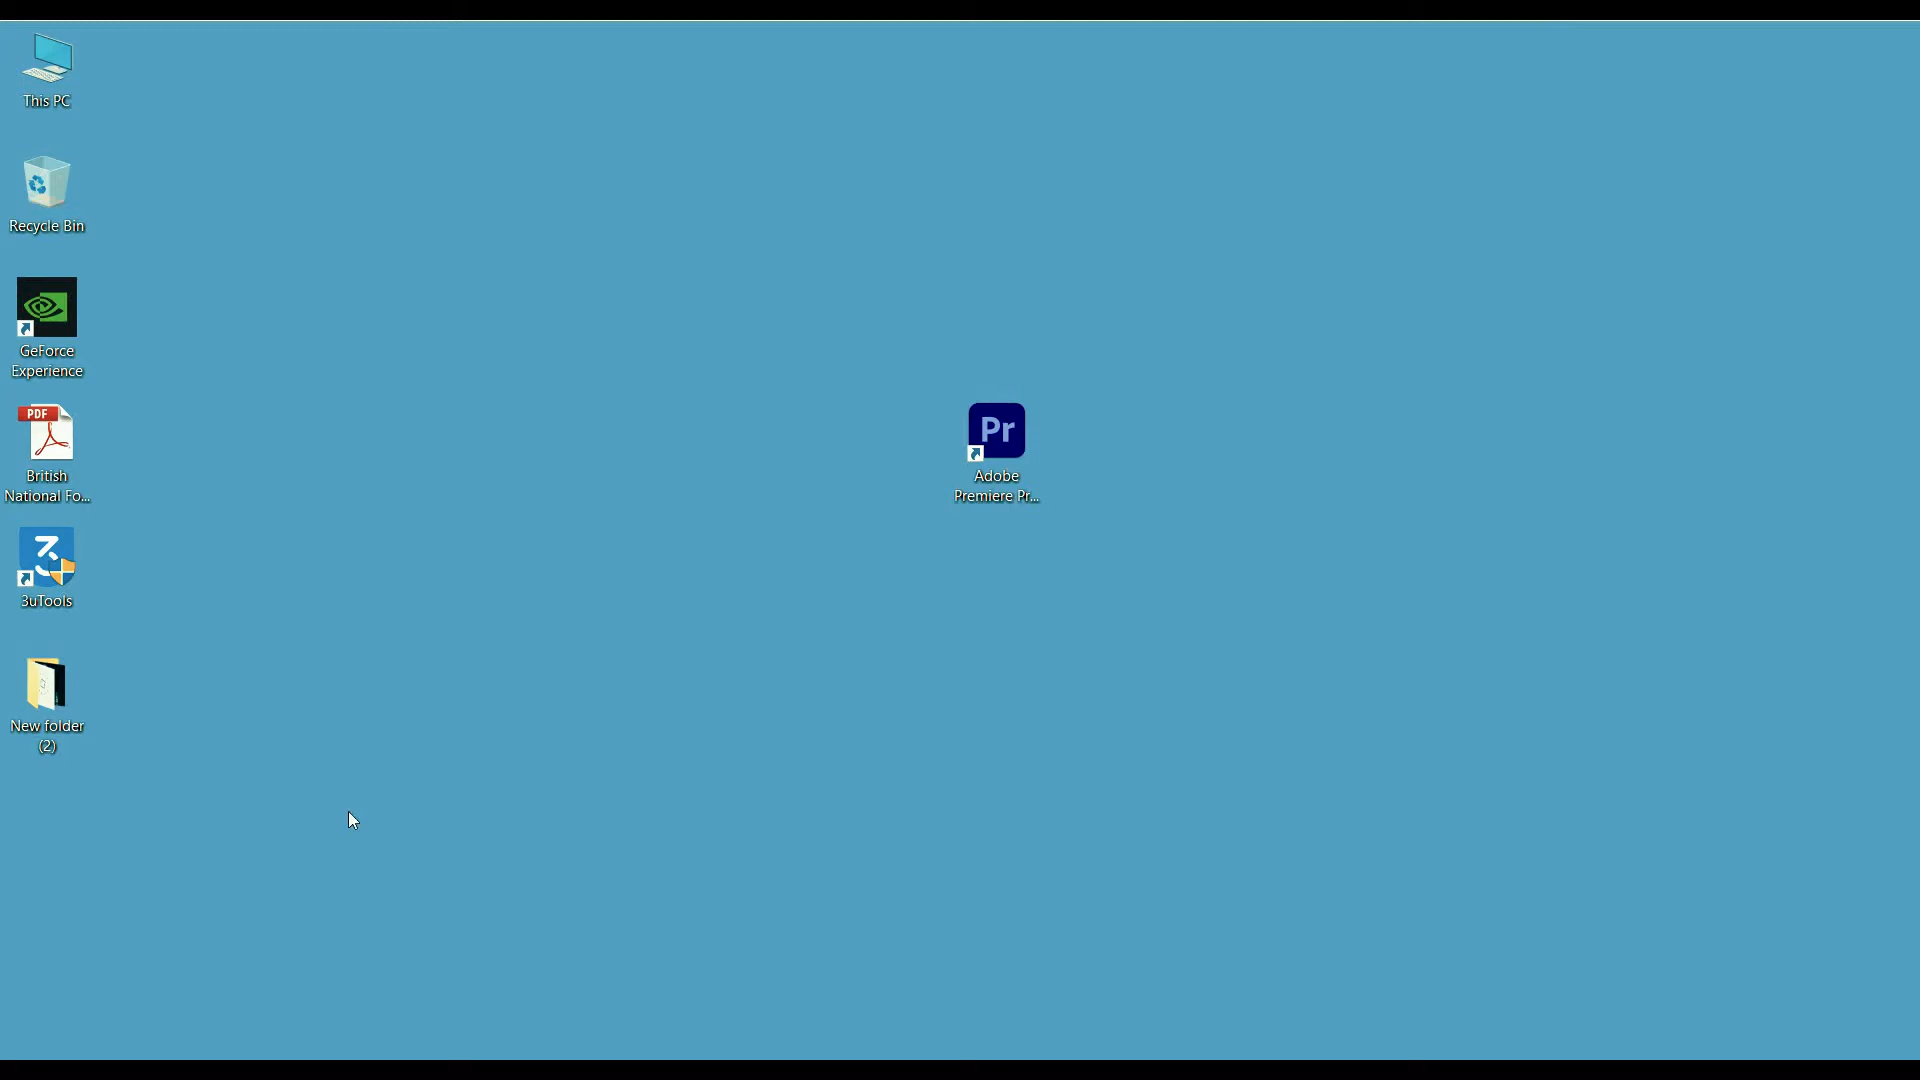 This PC
Recycle Bin
GeForce
Experience
PDF
British
National Fo...
3uTools
New folder
(2)
Pr
Adobe
Premiere Pr...